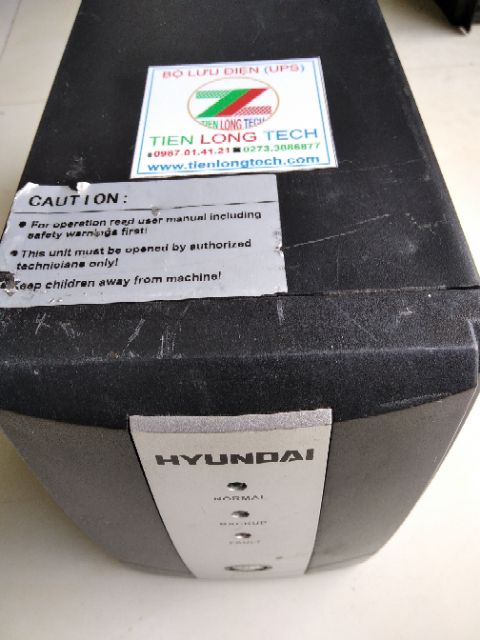 BỘ LƯU ĐIỆN (UPS)
TIEN LONG TECH
TIEN LONG TECH
0987.01.41.21 0273.3086877
www.tienlongtech.com
CAUTION:
For operation read user manual including
safety warnings first!
This unit must be opened by authorized
technicians only!
Keep children away from machine!
HYUNDAI
NORMAL
BACKUP
FAULT